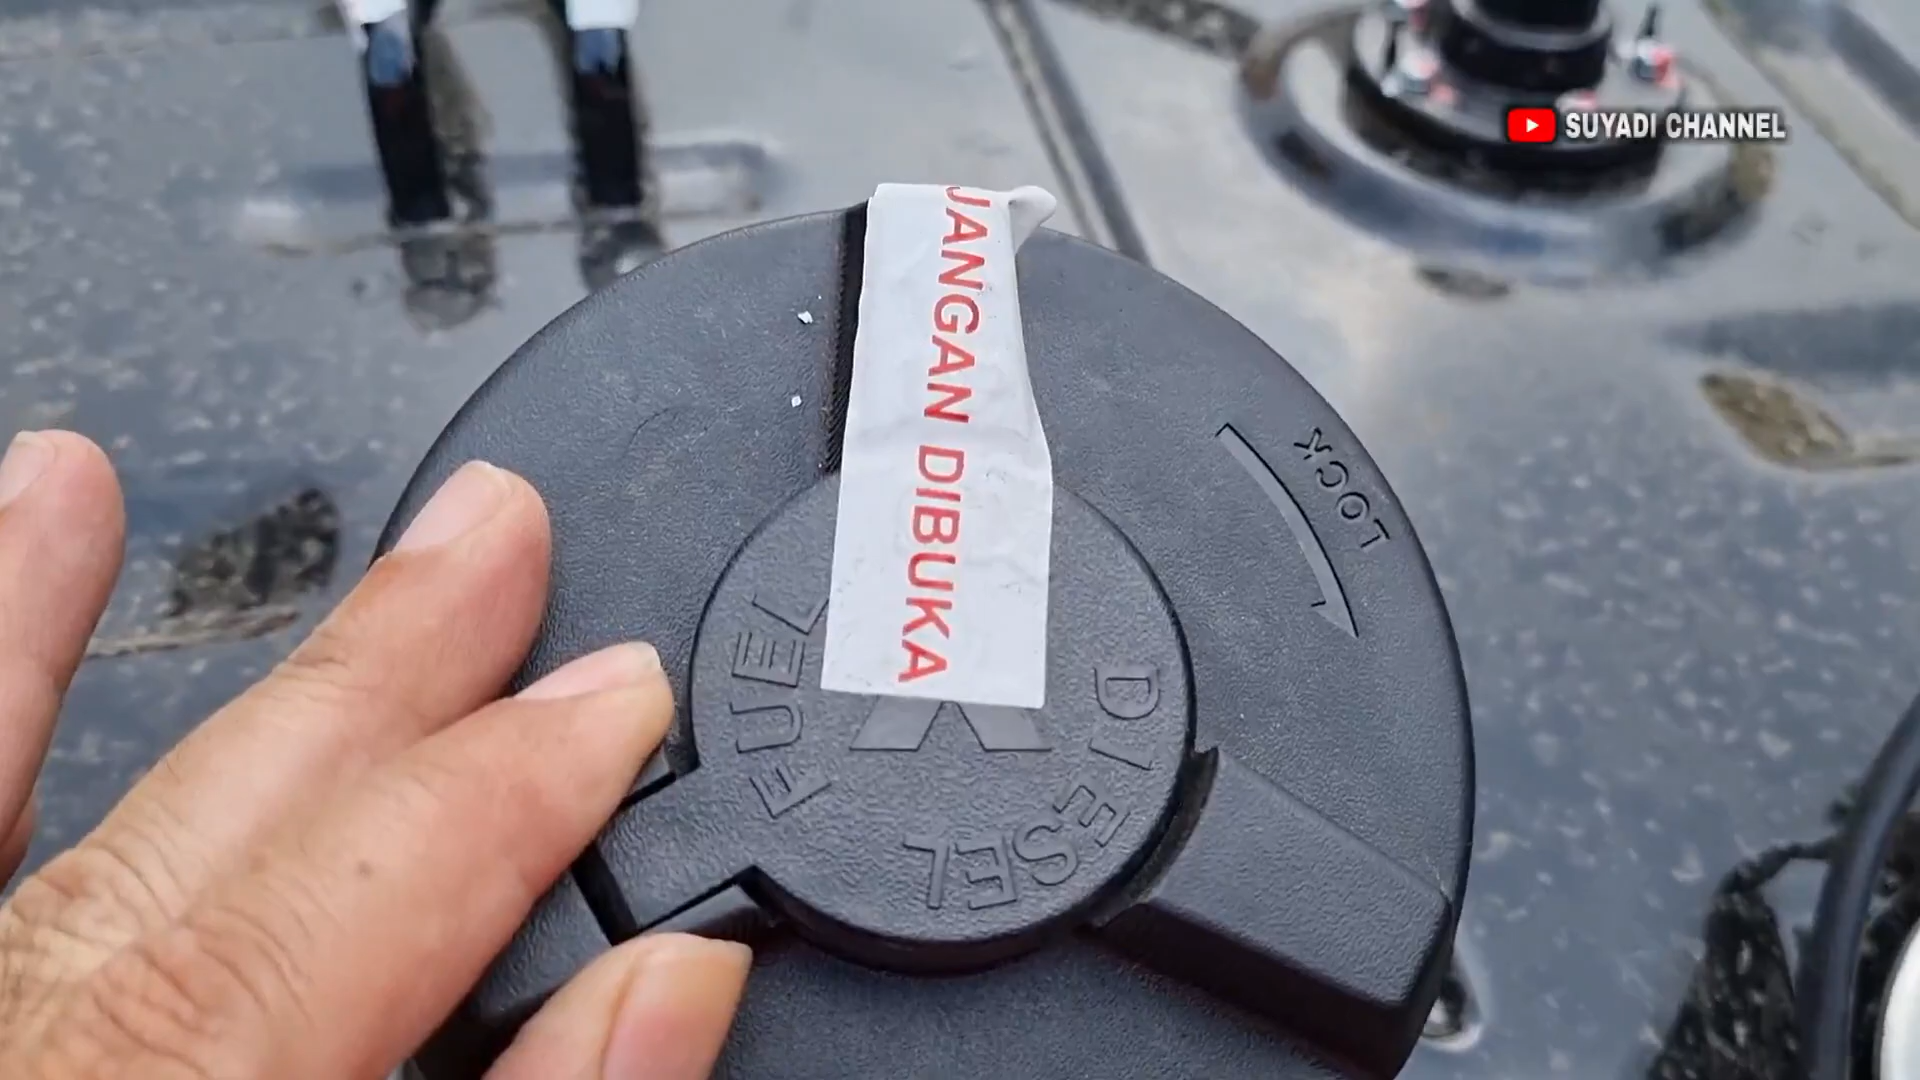 SUYADI CHANNEL
JANGAN DIBUKA
LOCK
DIESEL
FUEL